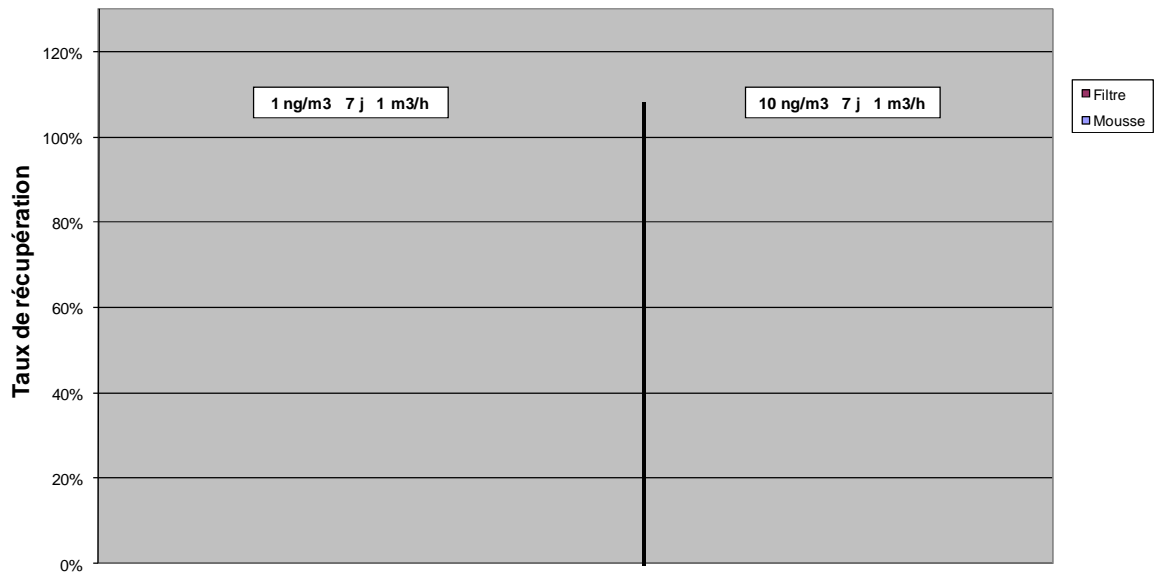 120%
1 ng/m3 7 j 1 m3/h
10 ng/m3 7 j 1 m3/h
Filtre
Mousse
100%
80%
60%
40%
20%
0%
Taux de récupération